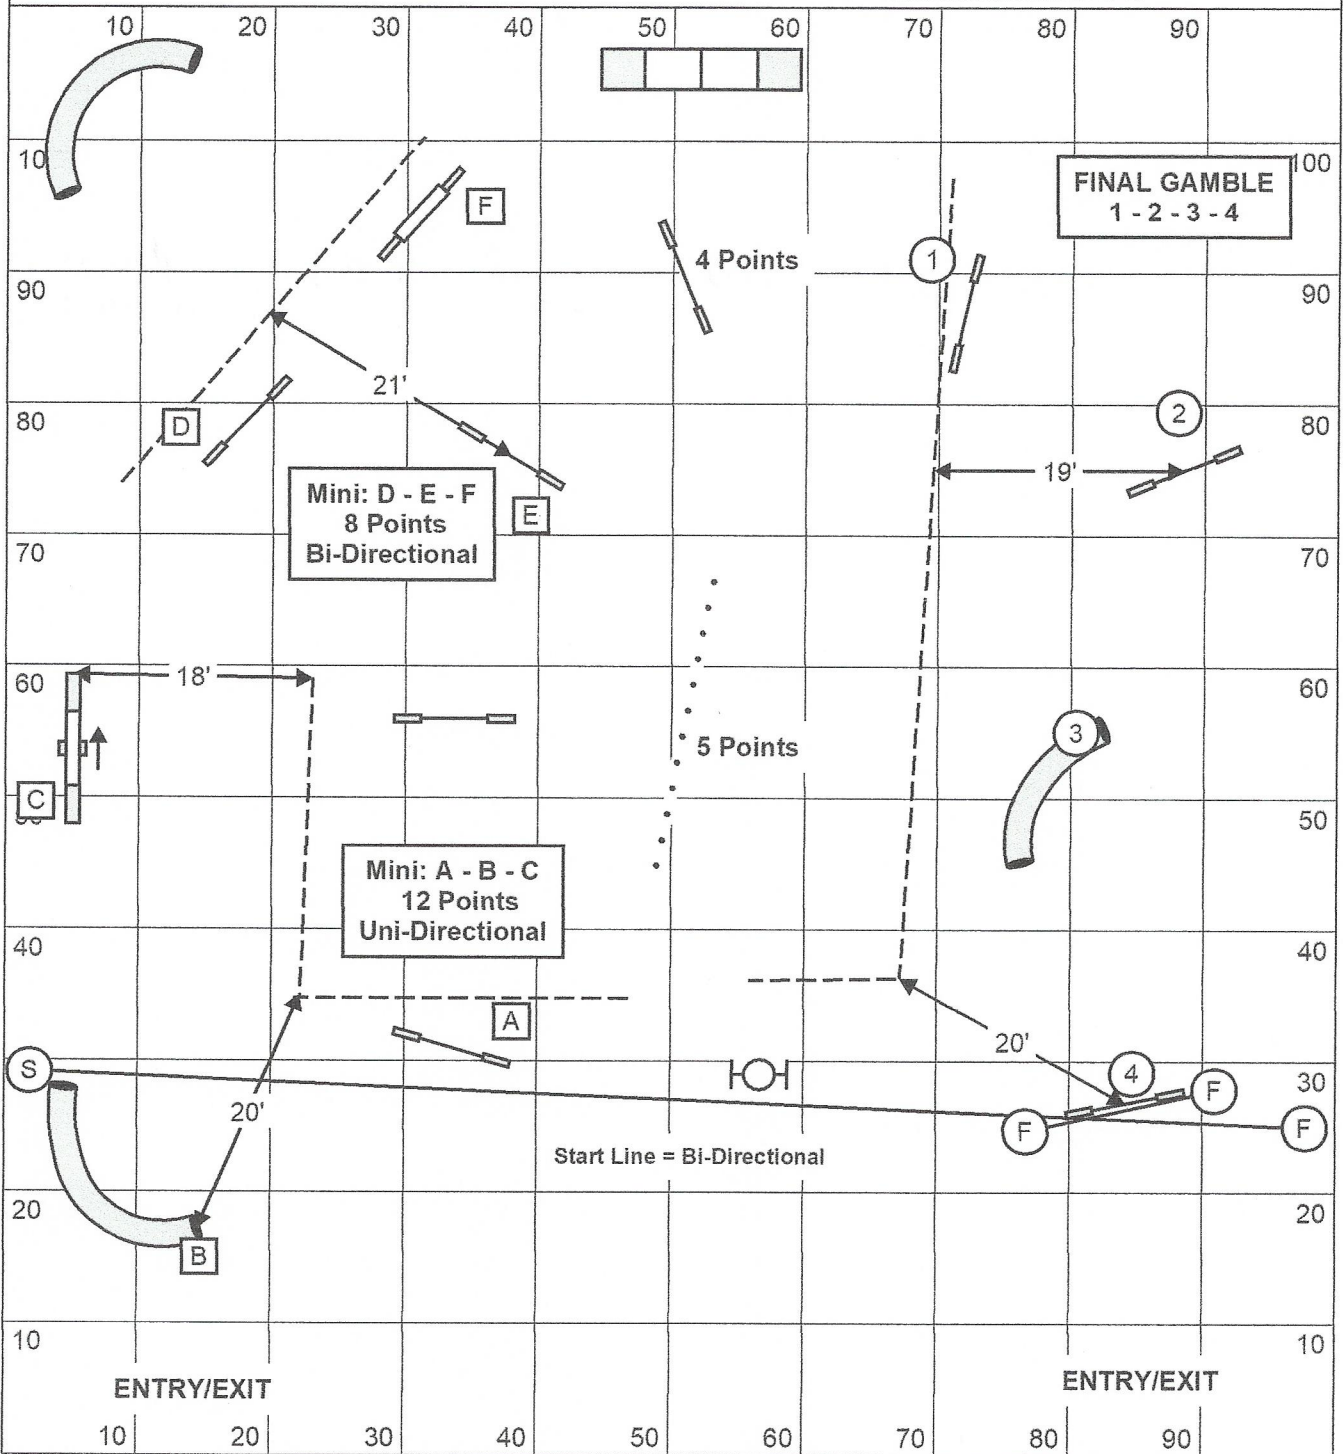 10 20 30 40 50 60 70 80 90
10
100
FINAL GAMBLE
1 - 2 - 3 - 4
F
4 Points
1
90
90
21'
D
80
2
80
19'
Mini: D - E - F
8 Points
Bi-Directional
E
70
70
60
18'
60
3
5 Points
C
50
Mini: A - B - C
12 Points
Uni-Directional
40
40
A
20'
S
4
30
F
F
F
20'
Start Line = Bi-Directional
20
20
B
10
10
ENTRY/EXIT
ENTRY/EXIT
10 20 30 40 50 60 70 80 90